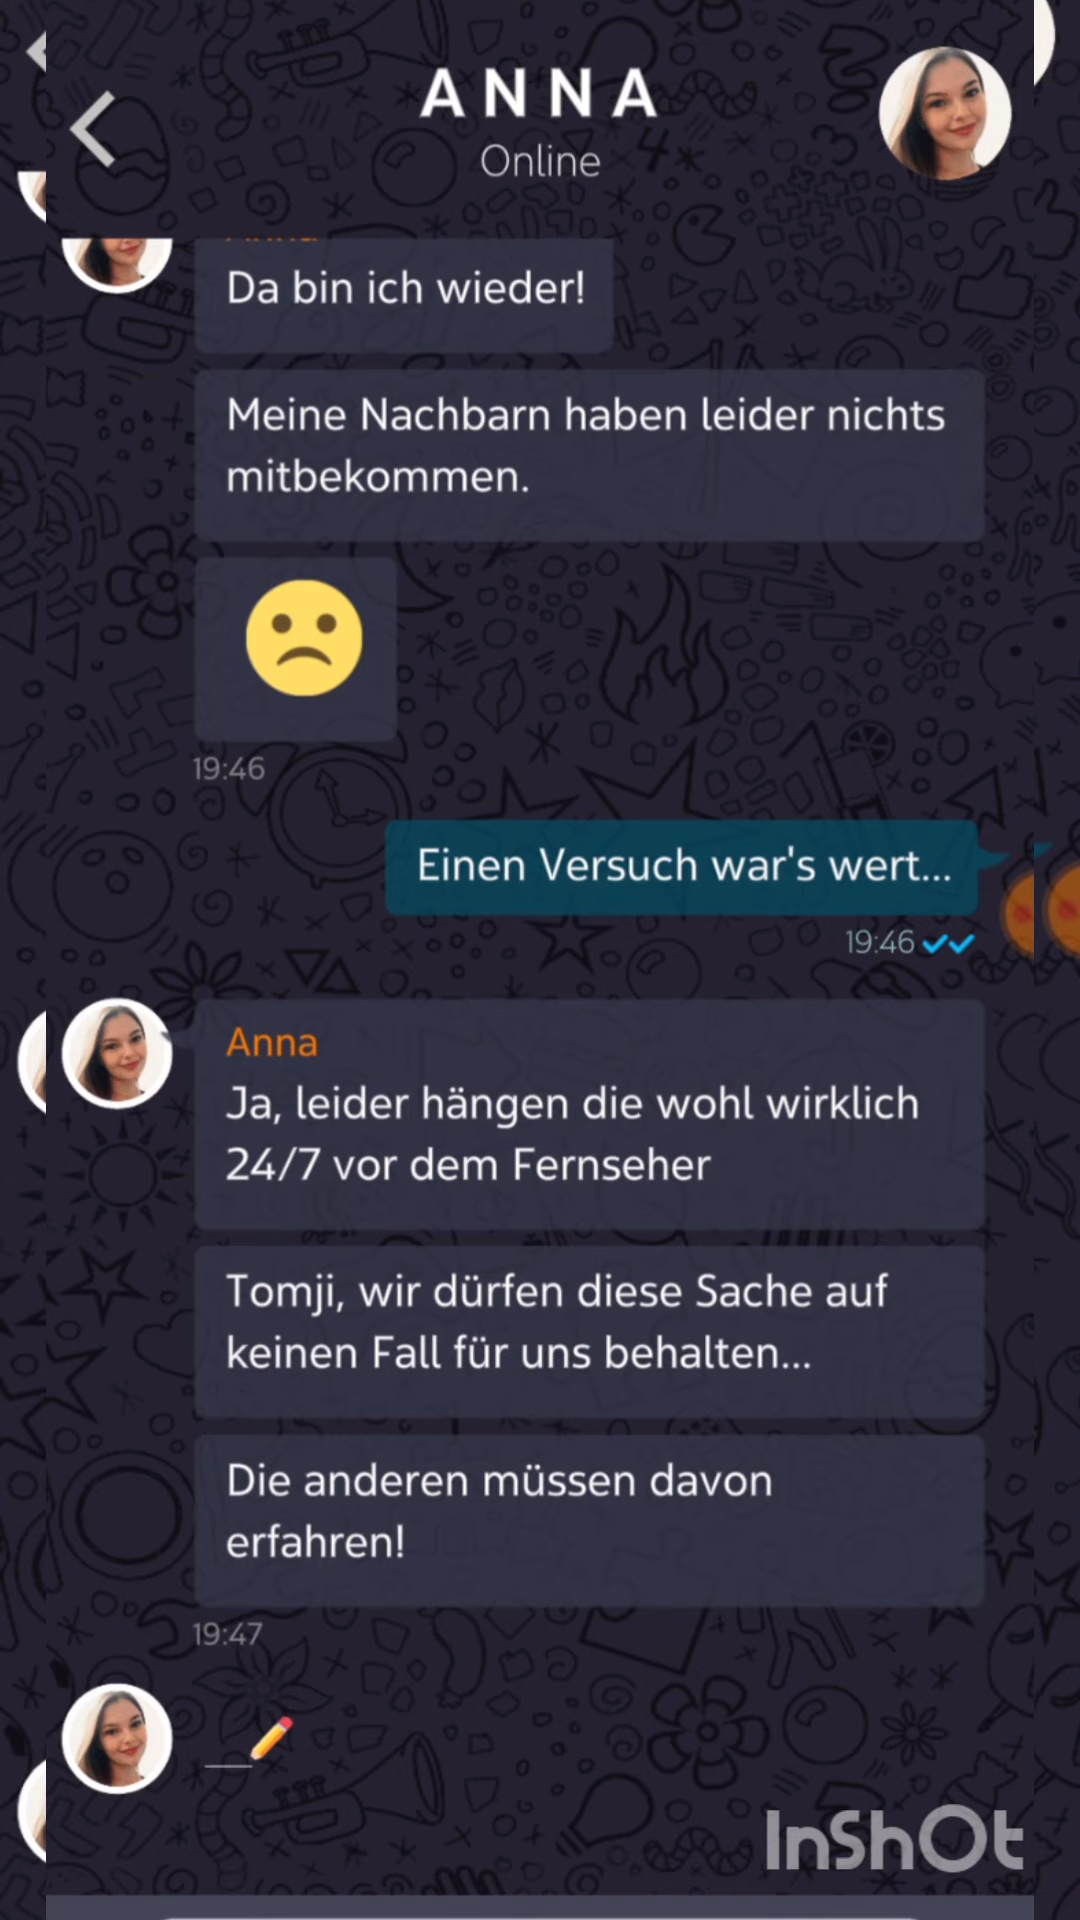 ANNA
Online
Da bin ich wieder!
Meine Nachbarn haben leider nichts
mitbekommen.
19:46
Einen Versuch war's wert...
19:46
Anna
Ja, leider hängen die wohl wirklich
24/7 vor dem Fernseher
Tomji, wir dürfen diese Sache auf
keinen Fall für uns behalten...
Die anderen müssen davon
erfahren!
19:47
InShOt